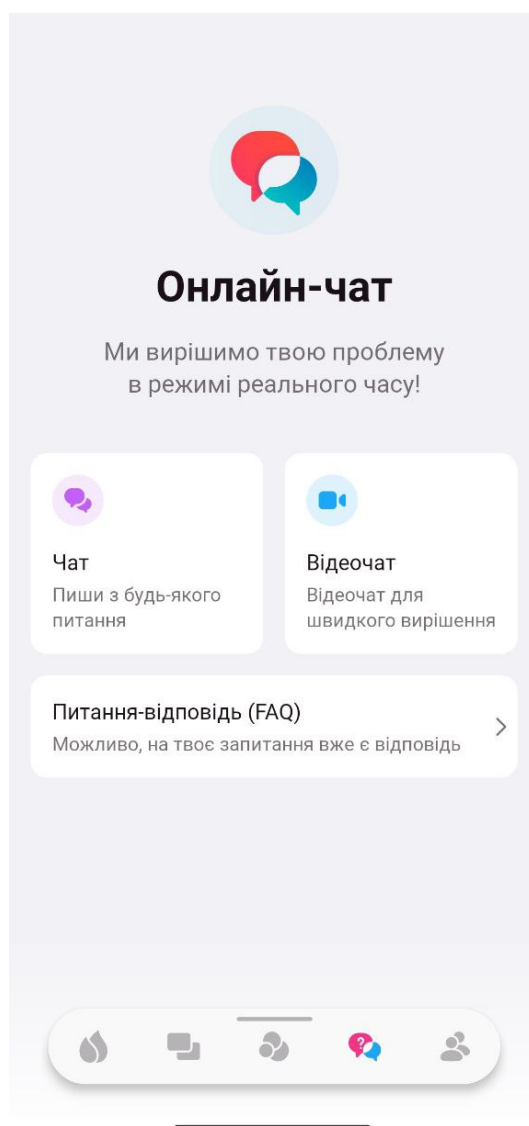 Онлайн-чат
Ми вирішимо твою проблему
в режимі реального часу!
Чат
Пиши з будь-якого
питання
Відеочат
Відеочат для
швидкого вирішення
Питання-відповідь (FAQ)
Можливо, на твоє запитання вже є відповідь